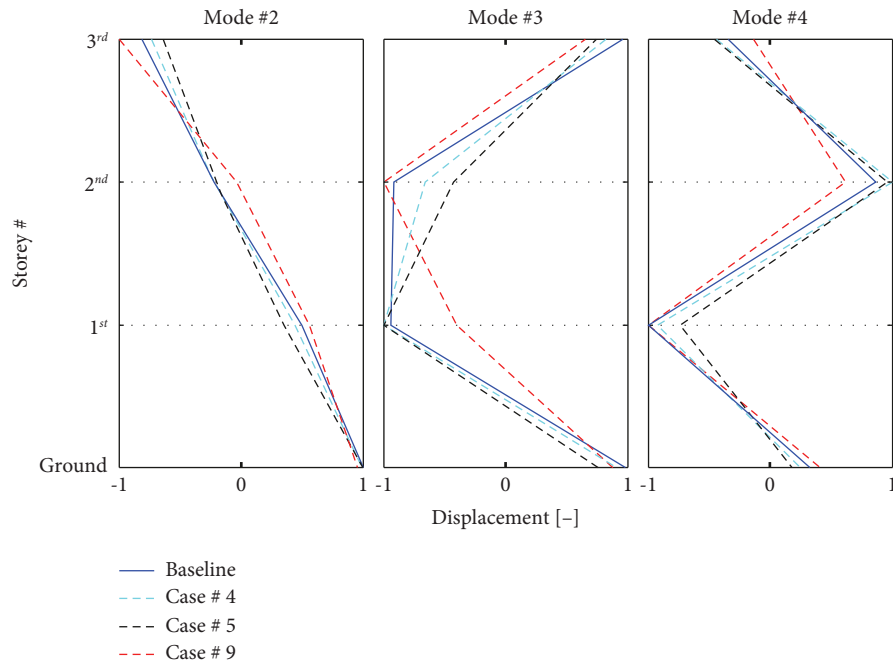 Mode #2 Mode #3 Mode #4
3rd
2nd
1st
Ground
Storey #
-1 0 1 -1 0 1 -1 0 1
Displacement [–]
Baseline
Case # 4
Case # 5
Case # 9